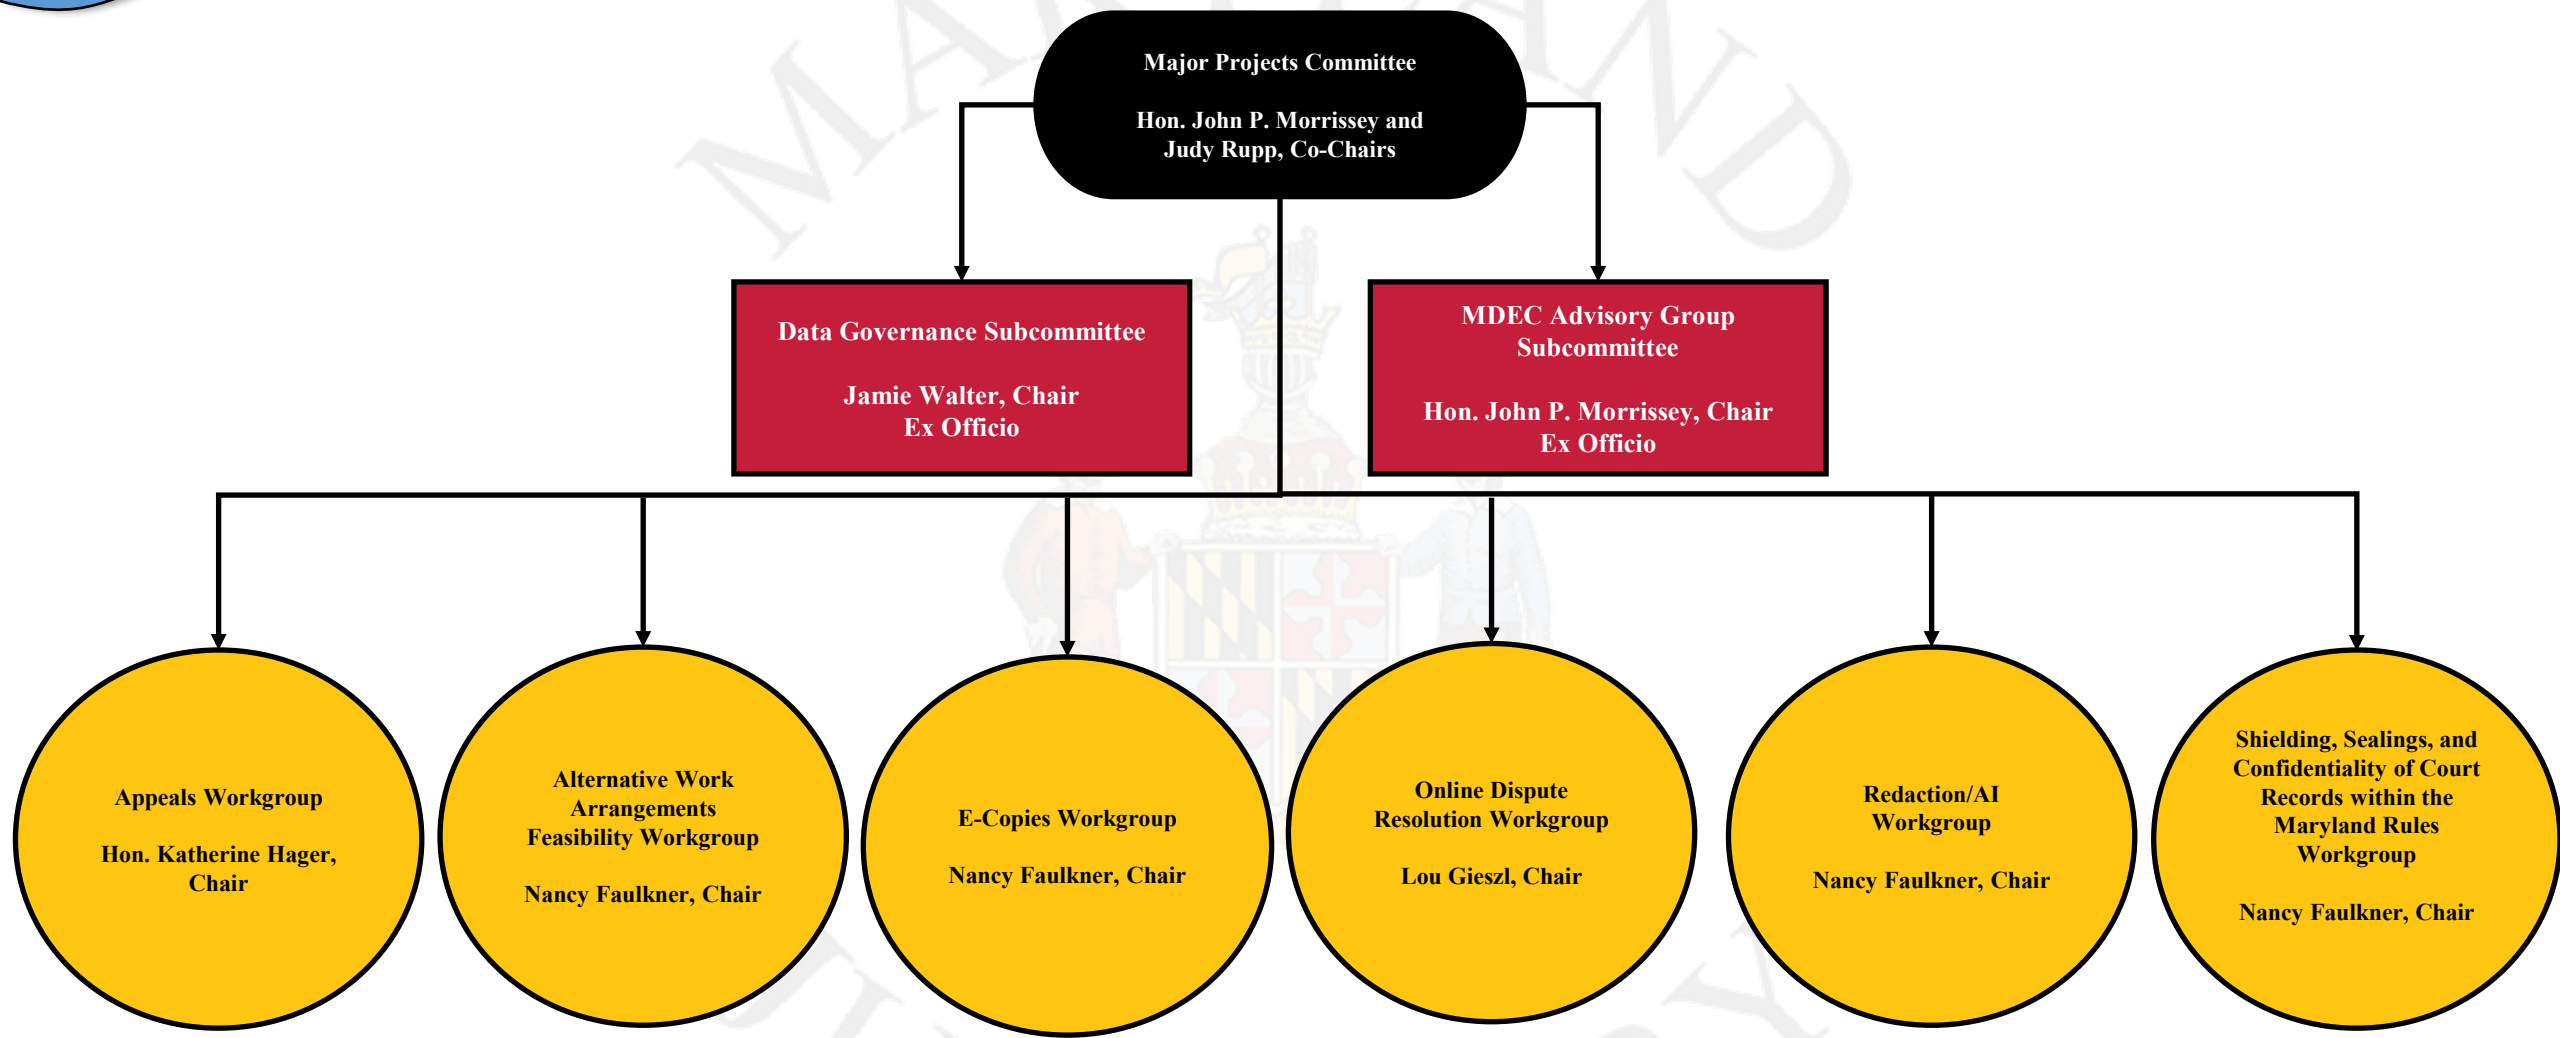 Major Projects Committee
Hon. John P. Morrissey and
Judy Rupp, Co-Chairs
Data Governance Subcommittee
Jamie Walter, Chair
Ex Officio
MDEC Advisory Group
Subcommittee
Hon. John P. Morrissey, Chair
Ex Officio
Appeals Workgroup
Hon. Katherine Hager,
Chair
Alternative Work
Arrangements
Feasibility Workgroup
Nancy Faulkner, Chair
E-Copies Workgroup
Nancy Faulkner, Chair
Online Dispute
Resolution Workgroup
Lou Gieszl, Chair
Redaction/AI
Workgroup
Nancy Faulkner, Chair
Shielding, Sealings, and
Confidentiality of Court
Records within the
Maryland Rules
Workgroup
Nancy Faulkner, Chair